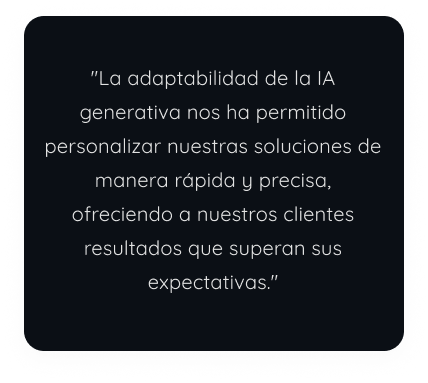 "La adaptabilidad de la IA
generativa nos ha permitido
personalizar nuestras soluciones de
manera rápida y precisa,
ofreciendo a nuestros clientes
resultados que superan sus
expectativas."